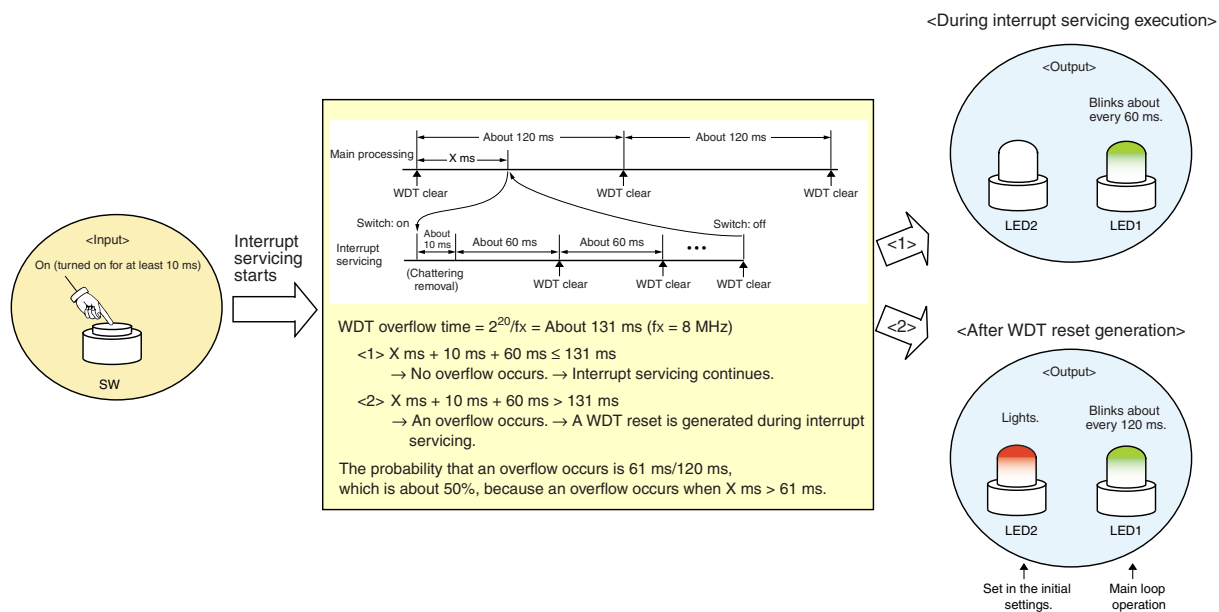 <Input>
On (turned on for at least 10 ms)
SW
Interrupt
servicing
starts
About 120 ms
About 120 ms
Main processing
X ms
WDT clear
WDT clear
WDT clear
Switch: on
Switch: off
Interrupt
servicing
About
10 ms
About 60 ms
About 60 ms
•••
(Chattering
removal)
WDT clear
WDT clear
WDT clear
WDT overflow time = 2²⁰/fx = About 131 ms (fx = 8 MHz)
<1> X ms + 10 ms + 60 ms ≤ 131 ms
→ No overflow occurs. → Interrupt servicing continues.
<2> X ms + 10 ms + 60 ms > 131 ms
→ An overflow occurs. → A WDT reset is generated during interrupt
servicing.
The probability that an overflow occurs is 61 ms/120 ms,
which is about 50%, because an overflow occurs when X ms > 61 ms.
<1>
<2>
<During interrupt servicing execution>
<Output>
Blinks about
every 60 ms.
LED2
LED1
<After WDT reset generation>
<Output>
Lights.
Blinks about
every 120 ms.
LED2
LED1
Set in the initial
settings.
Main loop
operation